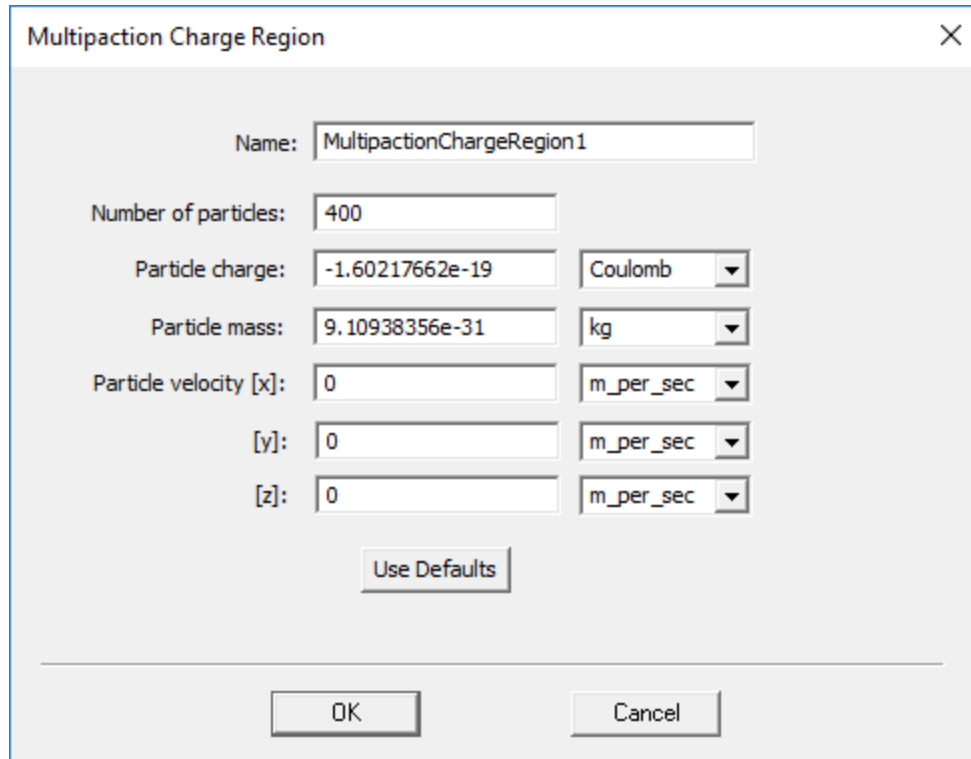 Multipaction Charge Region
Name: MultipactionChargeRegion1
Number of particles: 400
Particle charge: -1.60217662e-19 Coulomb
Particle mass: 9.10938356e-31 kg
Particle velocity [x]: 0 m_per_sec
[y]: 0 m_per_sec
[z]: 0 m_per_sec
Use Defaults
OK Cancel